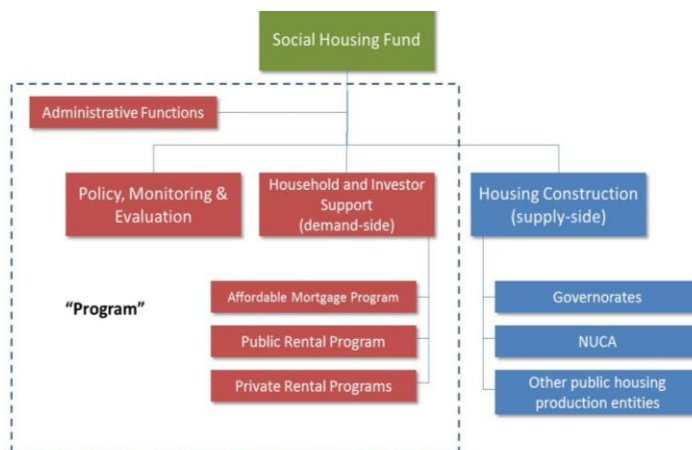 Social Housing Fund
Administrative Functions
Policy, Monitoring &
Evaluation
Household and Investor
Support
(demand-side)
Housing Construction
(supply-side)
"Program"
Affordable Mortgage Program
Public Rental Program
Private Rental Programs
Governorates
NUCA
Other public housing
production entities